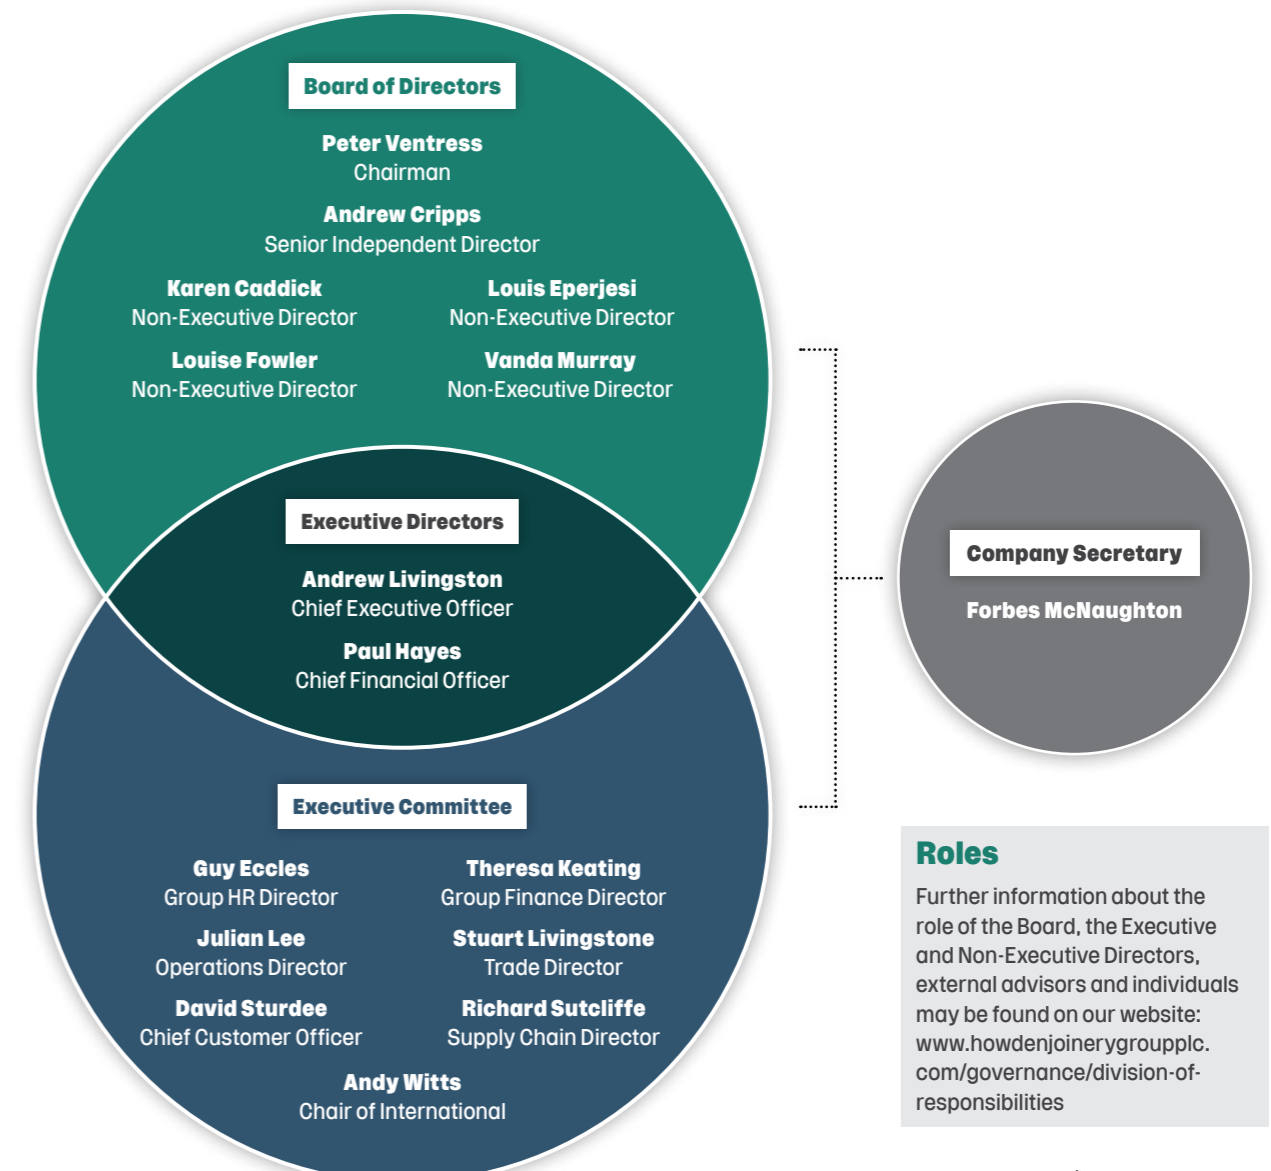 Board of Directors
Peter Ventress
Chairman
Andrew Cripps
Senior Independent Director
Karen Caddick
Non-Executive Director
Louis Eperjesi
Non-Executive Director
Louise Fowler
Non-Executive Director
Vanda Murray
Non-Executive Director
Executive Directors
Andrew Livingston
Chief Executive Officer
Paul Hayes
Chief Financial Officer
Executive Committee
Guy Eccles
Group HR Director
Theresa Keating
Group Finance Director
Julian Lee
Operations Director
Stuart Livingstone
Trade Director
David Sturdee
Chief Customer Officer
Richard Sutcliffe
Supply Chain Director
Andy Witts
Chair of International
Company Secretary
Forbes McNaughton
Roles
Further information about the
role of the Board, the Executive
and Non-Executive Directors,
external advisors and individuals
may be found on our website:
www.howdenjoinerygroupplc.
com/governance/division-of-
responsibilities